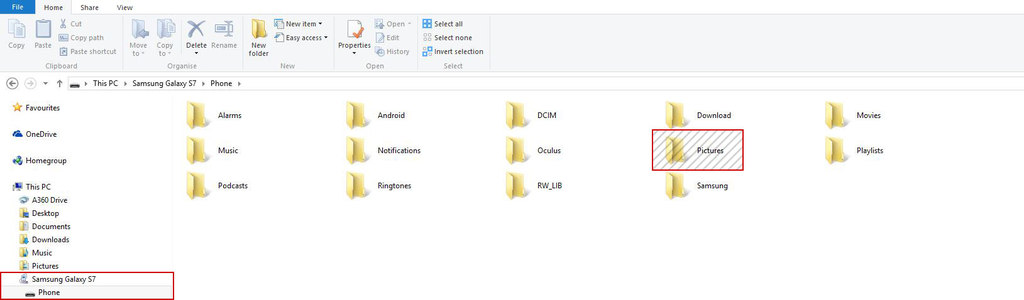 File Home Share View
Copy
Paste
Cut
Copy path
Paste shortcut
Clipboard
Move to
Copy to
Delete
Rename
Organise
New folder
New item
Easy access
New
Properties
Open
Edit
History
Open
Select all
Select none
Invert selection
Select
This PC Samsung Galaxy S7 Phone
Favourites
OneDrive
Homegroup
This PC
A360 Drive
Desktop
Documents
Downloads
Music
Pictures
Samsung Galaxy S7
Phone
Alarms Android DCIM Download Movies
Music Notifications Oculus Pictures Playlists
Podcasts Ringtones RW_LIB Samsung